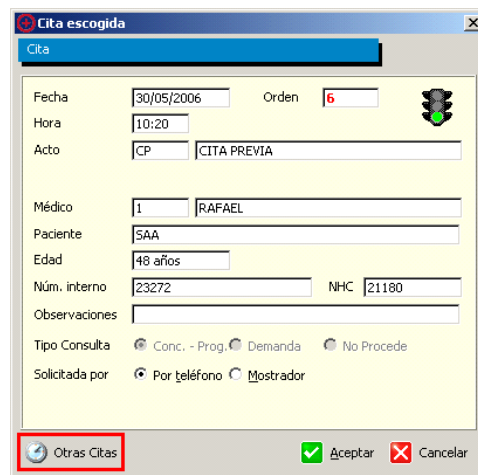 Cita escogida
Cita
Fecha 30/05/2006 Orden 6
Hora 10:20
Acto CP CITA PREVIA
Médico 1 RAFAEL
Paciente SAA
Edad 48 años
Núm. interno 23272 NHC 21180
Observaciones
Tipo Consulta Conc. - Prog. Demanda No Procede
Solicitada por Por teléfono Mostrador
Otras Citas Aceptar Cancelar